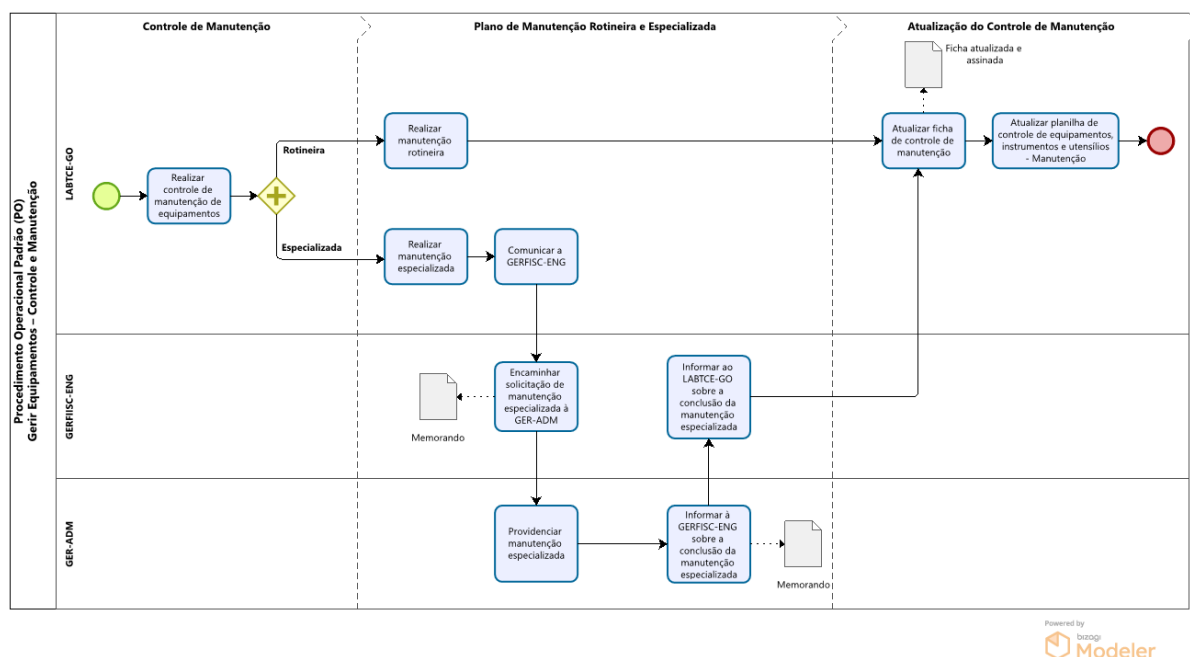 Procedimento Operacional Padrão (PO)
Gerir Equipamentos – Controle e Manutenção
Controle de Manutenção
Plano de Manutenção Rotineira e Especializada
Atualização do Controle de Manutenção
LABTCE-GO
Realizar
controle de
manutenção de
equipamentos
Rotineira
Especializada
Realizar
manutenção
rotineira
Realizar
manutenção
especializada
Comunicar a
GERFISC-ENG
Ficha atualizada e
assinada
Atualizar ficha
de controle de
manutenção
Atualizar planilha de
controle de equipamentos,
instrumentos e utensílios
- Manutenção
GERFIISC-ENG
Memorando
Encaminhar
solicitação de
manutenção
especializada à
GER-ADM
Informar ao
LABTCE-GO
sobre a
conclusão da
manutenção
especializada
GER-ADM
Providenciar
manutenção
especializada
Informar à
GERFISC-ENG
sobre a
conclusão da
manutenção
especializada
Memorando
Powered by
bizagi
Modeler